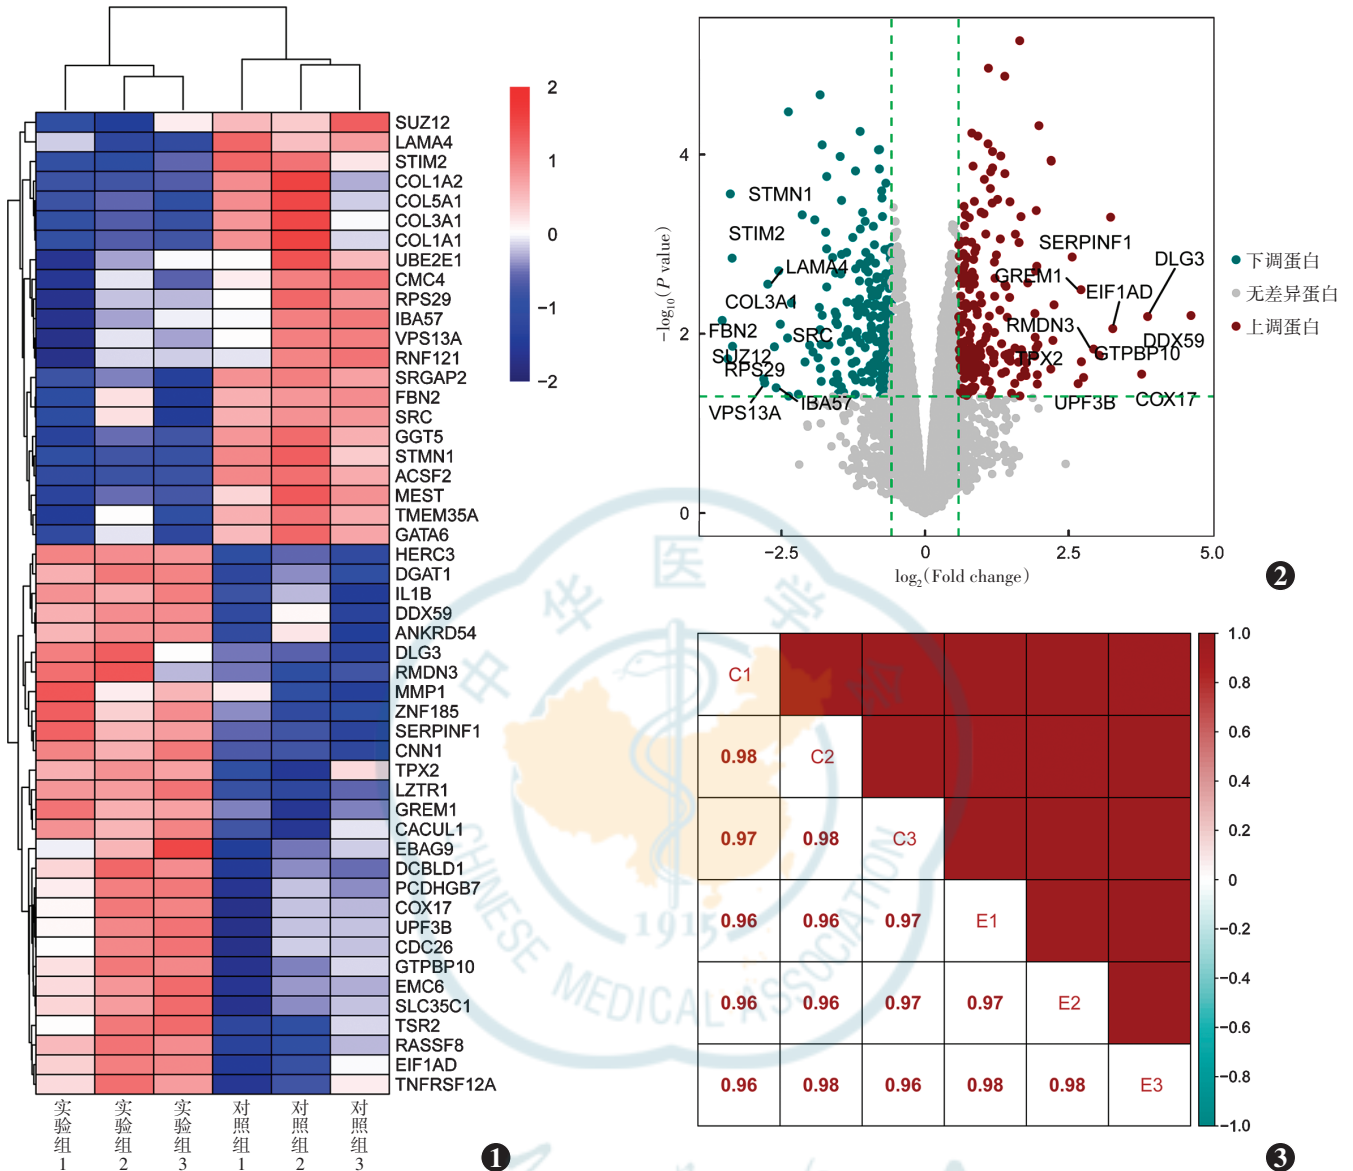 2
1
0
−1
−2
SUZ12
LAMA4
STIM2
COL1A2
COL5A1
COL3A1
COL1A1
UBE2E1
CMC4
RPS29
IBA57
VPS13A
RNF121
SRGAP2
FBN2
SRC
GGT5
STMN1
ACSF2
MEST
TMEM35A
GATA6
HERC3
DGAT1
IL1B
DDX59
ANKRD54
DLG3
RMDN3
MMP1
ZNF185
SERPINF1
CNN1
TPX2
LZTR1
GREM1
CACUL1
EBAG9
DCBLD1
PCDHGB7
COX17
UPF3B
CDC26
GTPBP10
EMC6
SLC35C1
TSR2
RASSF8
EIF1AD
TNFRSF12A
实验组1
实验组2
实验组3
对照组1
对照组2
对照组3
1
−log₁₀(P value)
4
2
0
STMN1
STIM2
LAMA4
COL3A1
FBN2
SRC
SUZ12
RPS29
VPS13A
IBA57
SERPINF1
DLG3
GREM1
EIF1AD
RMDN3
DDX59
TPX2
GTPBP10
UPF3B
COX17
下调蛋白
无差异蛋白
上调蛋白
−2.5 0 2.5 5.0
log₂(Fold change)
2
C1
0.98 C2
0.97 0.98 C3
0.96 0.96 0.97 E1
0.96 0.96 0.97 0.97 E2
0.96 0.98 0.96 0.98 0.98 E3
1.0
0.8
0.6
0.4
0.2
0
−0.2
−0.4
−0.6
−0.8
−1.0
3
中华医学会
1915
CHINESE MEDICAL ASSOCIATION